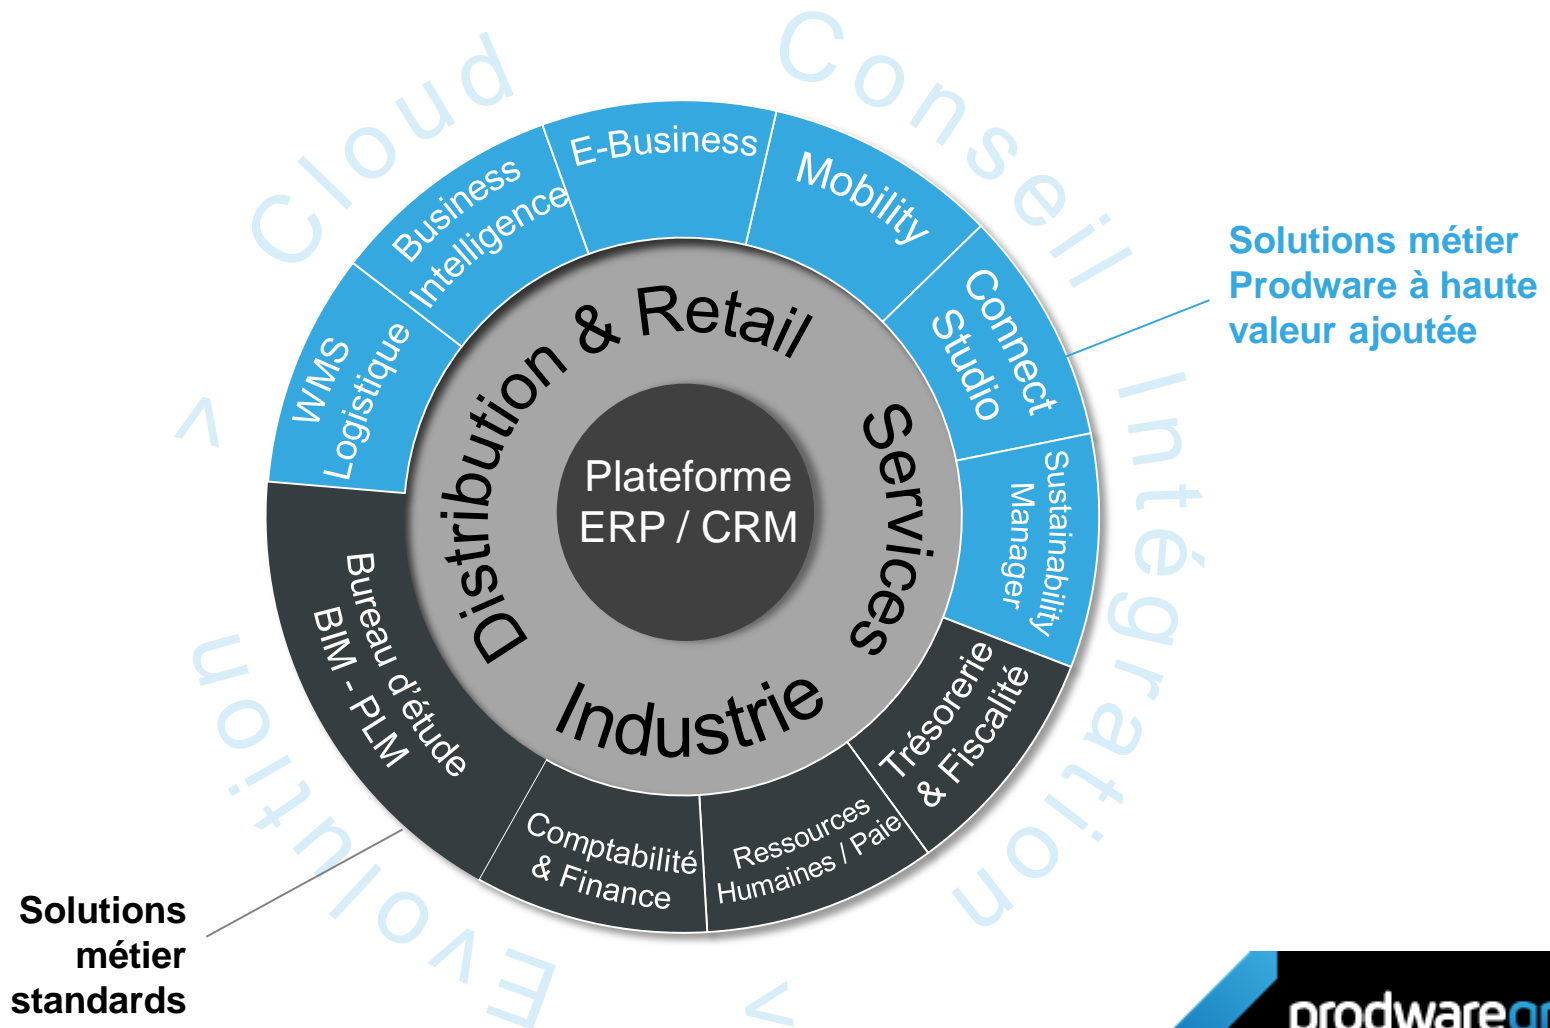 Cloud
Conseil
Intégration
>
Evolution
>
E-Business
Mobility
Connect
Studio
Sustainability
Manager
Trésorerie
& Fiscalité
Ressources
Humaines / Paie
Comptabilité
& Finance
Bureau d'étude
BIM - PLM
WMS
Logistique
Business
Intelligence
Distribution & Retail
Services
Industrie
Plateforme
ERP / CRM
Solutions métier
Prodware à haute
valeur ajoutée
Solutions
métier
standards